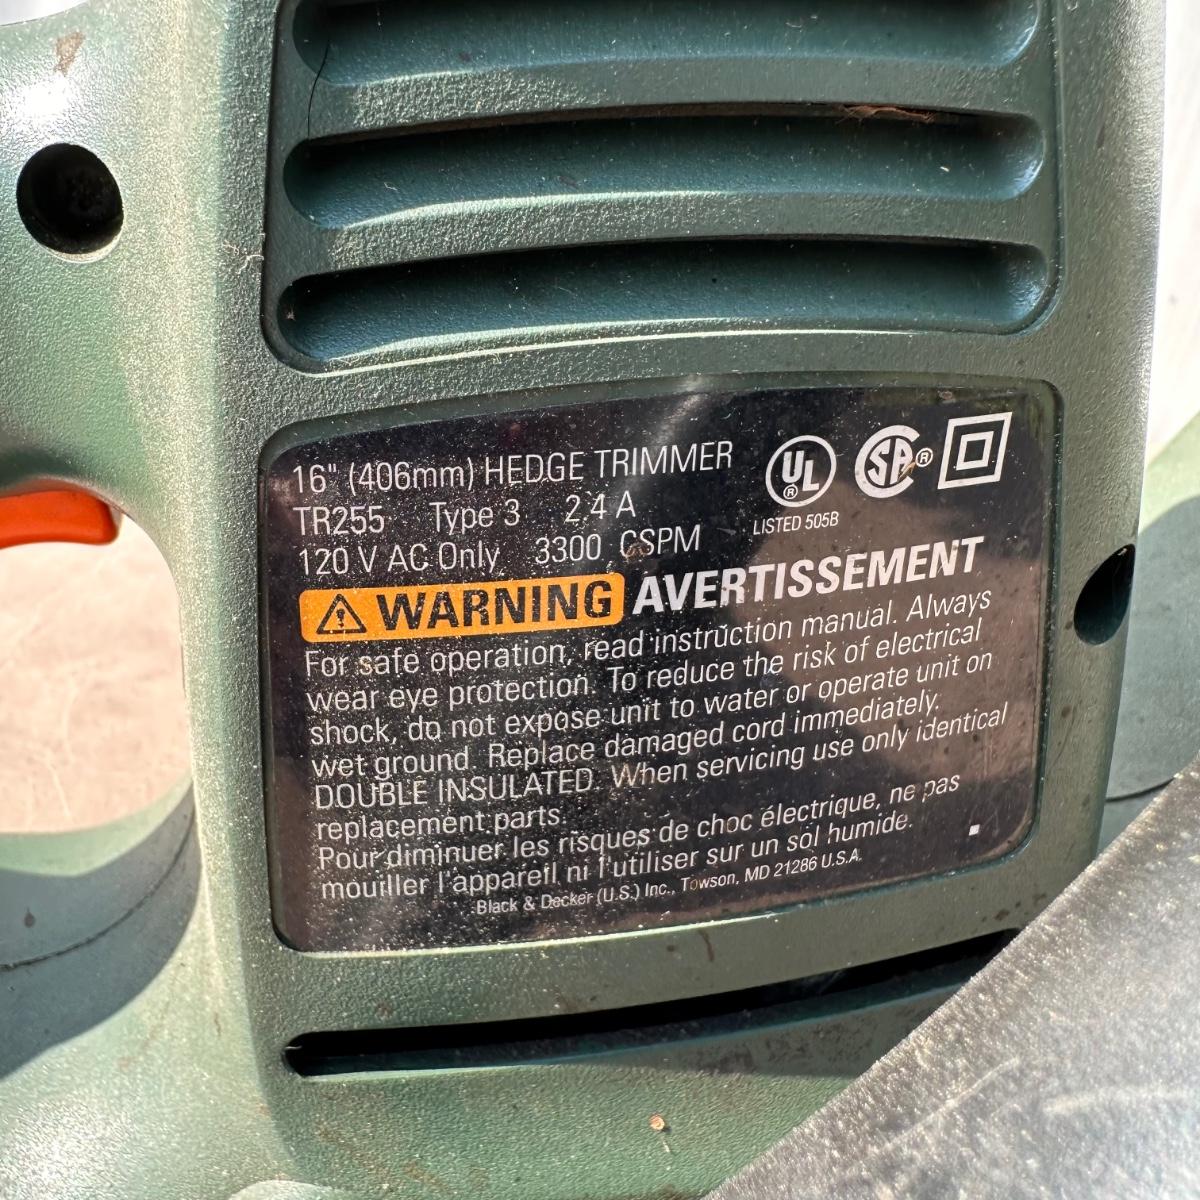 16" (406mm) HEDGE TRIMMER
TR255 Type 3 2.4 A
120 V AC Only 3300 CSPM
UL ®
SA ®
LISTED 505B
WARNING AVERTISSEMENT
For safe operation, read instruction manual. Always
wear eye protection. To reduce the risk of electrical
shock, do not expose unit to water or operate unit on
wet ground. Replace damaged cord immediately.
DOUBLE INSULATED. When servicing use only identical
replacement parts.
Pour diminuer les risques de choc électrique, ne pas
mouiller l'appareil ni l'utiliser sur un sol humide.
Black & Decker (U.S.) Inc., Towson, MD 21286 U.S.A.